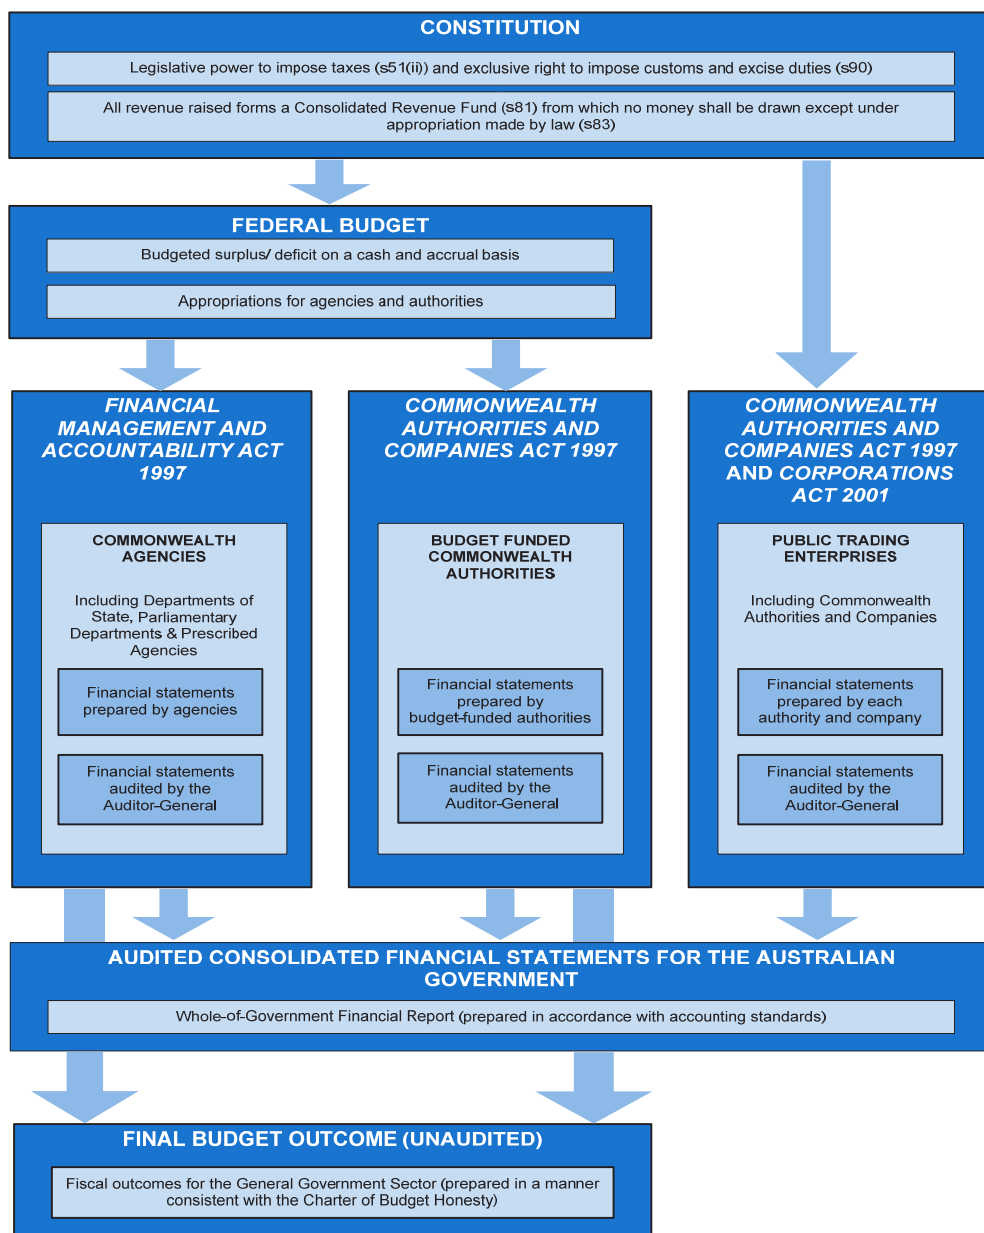 CONSTITUTION
Legislative power to impose taxes (s51(ii)) and exclusive right to impose customs and excise duties (s90)
All revenue raised forms a Consolidated Revenue Fund (s81) from which no money shall be drawn except under
appropriation made by law (s83)
FEDERAL BUDGET
Budgeted surplus/ deficit on a cash and accrual basis
Appropriations for agencies and authorities
FINANCIAL
MANAGEMENT AND
ACCOUNTABILITY ACT
1997
COMMONWEALTH
AGENCIES
Including Departments of
State, Parliamentary
Departments & Prescribed
Agencies
Financial statements
prepared by agencies
Financial statements
audited by the
Auditor-General
COMMONWEALTH
AUTHORITIES AND
COMPANIES ACT 1997
BUDGET FUNDED
COMMONWEALTH
AUTHORITIES
Financial statements
prepared by
budget-funded authorities
Financial statements
audited by the
Auditor-General
COMMONWEALTH
AUTHORITIES AND
COMPANIES ACT 1997
AND CORPORATIONS
ACT 2001
PUBLIC TRADING
ENTERPRISES
Including Commonwealth
Authorities and Companies
Financial statements
prepared by each
authority and company
Financial statements
audited by the
Auditor-General
AUDITED CONSOLIDATED FINANCIAL STATEMENTS FOR THE AUSTRALIAN
GOVERNMENT
Whole-of-Government Financial Report (prepared in accordance with accounting standards)
FINAL BUDGET OUTCOME (UNAUDITED)
Fiscal outcomes for the General Government Sector (prepared in a manner
consistent with the Charter of Budget Honesty)